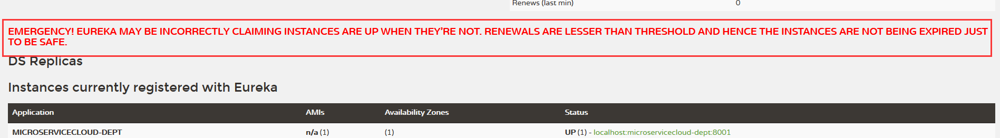 Renews (last min) 0
EMERGENCY! EUREKA MAY BE INCORRECTLY CLAIMING INSTANCES ARE UP WHEN THEY'RE NOT. RENEWALS ARE LESSER THAN THRESHOLD AND HENCE THE INSTANCES ARE NOT BEING EXPIRED JUST
TO BE SAFE.
DS Replicas
Instances currently registered with Eureka
Application AMIs Availability Zones Status
MICROSERVICECLOUD-DEPT n/a (1) (1) UP (1) - localhost:microservicecloud-dept:8001